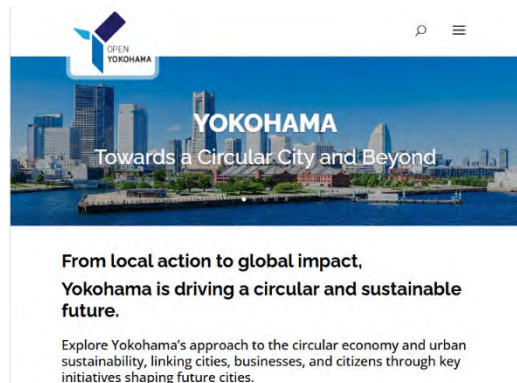 OPEN
YOKOHAMA
YOKOHAMA
Towards a Circular City and Beyond
From local action to global impact,
Yokohama is driving a circular and sustainable
future.
Explore Yokohama's approach to the circular economy and urban
sustainability, linking cities, businesses, and citizens through key
initiatives shaping future cities.